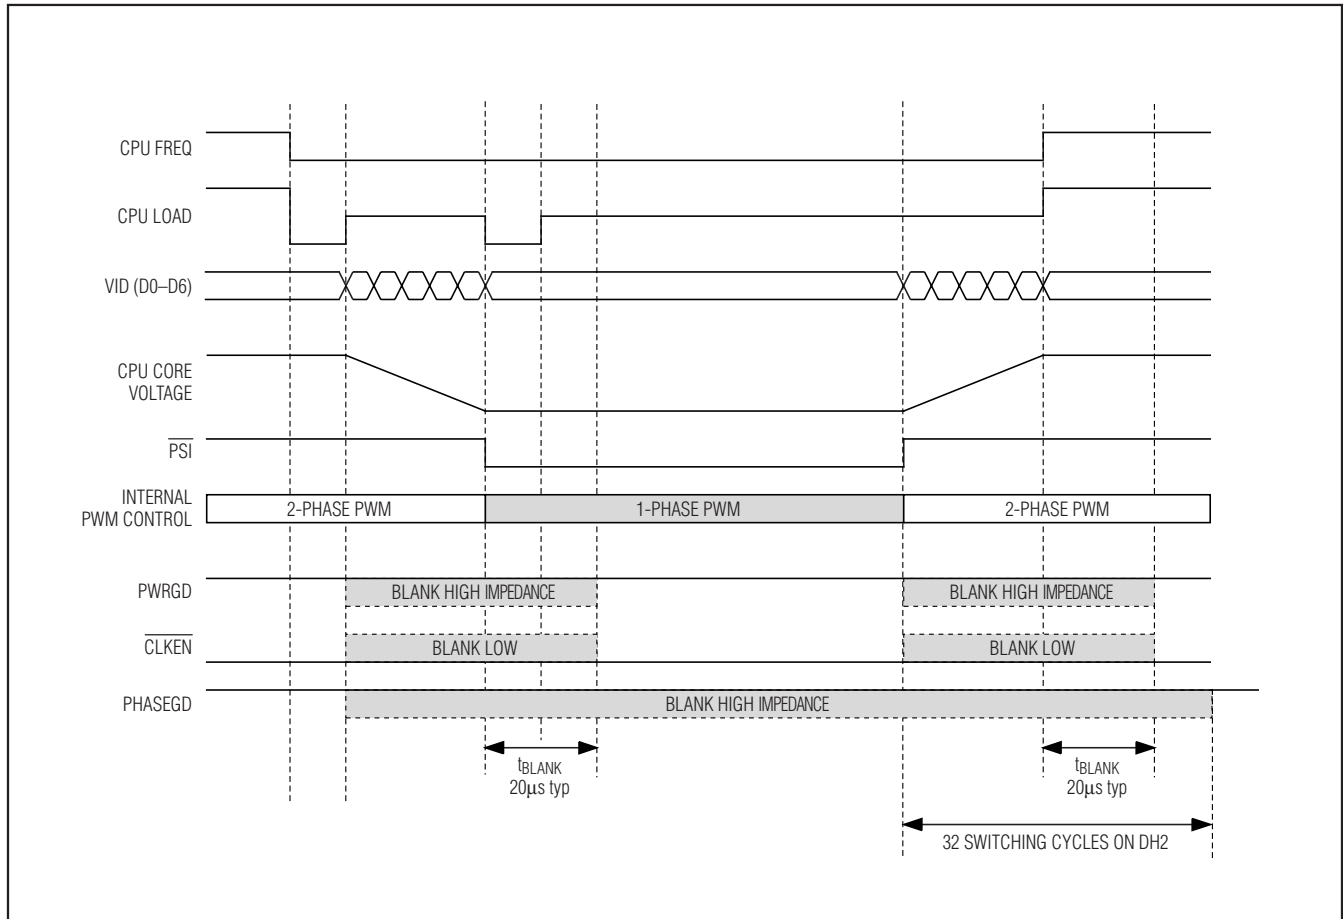 CPU FREQ
CPU LOAD
VID (D0–D6)
CPU CORE
VOLTAGE
PSI
INTERNAL
PWM CONTROL
2-PHASE PWM
1-PHASE PWM
2-PHASE PWM
PWRGD
BLANK HIGH IMPEDANCE
BLANK HIGH IMPEDANCE
CLKEN
BLANK LOW
BLANK LOW
PHASEGD
BLANK HIGH IMPEDANCE
tBLANK
20μs typ
tBLANK
20μs typ
32 SWITCHING CYCLES ON DH2